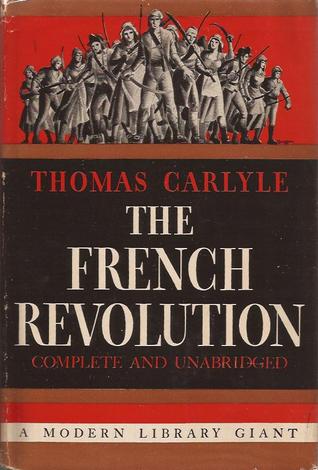 THOMAS CARLYLE
THE
FRENCH
REVOLUTION
COMPLETE AND UNABRIDGED
A MODERN LIBRARY GIANT